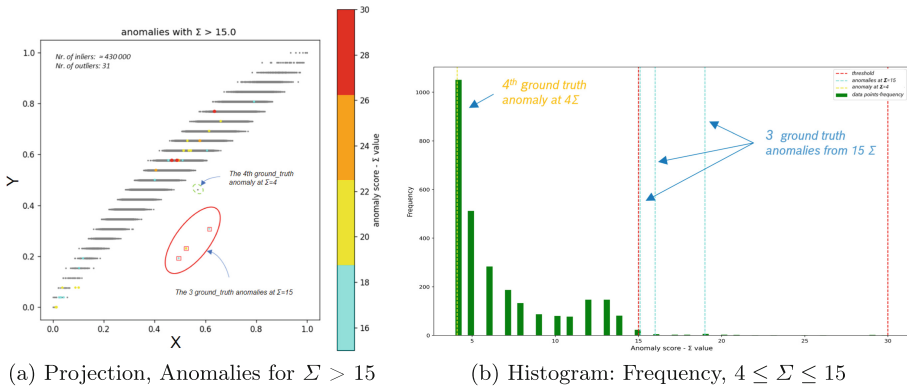 anomalies with Σ > 15.0
Nr. of inliers: ≈ 430 000
Nr. of outliers: 31
1.0
0.8
0.6
0.4
0.2
0.0
Y
0.0 0.2 0.4 0.6 0.8 1.0
X
The 4th ground_truth
anomaly at Σ=4
The 3 ground_truth anomalies at Σ=15
30
26
24
22
20
18
16
anomaly score - Σ value
(a) Projection, Anomalies for Σ > 15
4th ground truth
anomaly at 4Σ
3 ground truth
anomalies from 15 Σ
threshold
anomalies at Σ=15
anomaly at Σ=4
data points-frequency
1000
800
600
400
200
0
Frequency
5 10 15 20 25 30
Anomaly score - Σ value
(b) Histogram: Frequency, 4 ≤ Σ ≤ 15